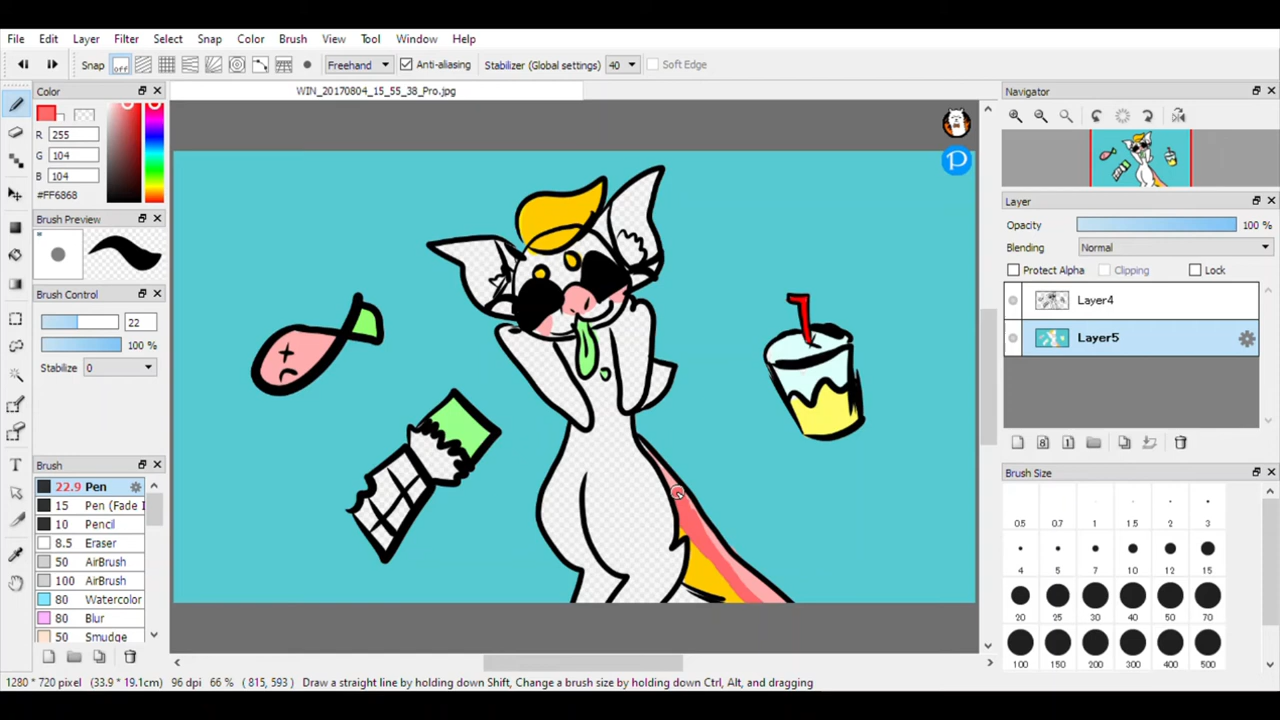 File Edit Layer Filter Select Snap Color Brush View Tool Window Help
Snap off Freehand Anti-aliasing Stabilizer (Global settings) 40 Soft Edge
Color
WIN_20170804_15_55_38_Pro.jpg
R 255
G 104
B 104
#FF6868
Brush Preview
Brush Control
22
100 %
Stabilize 0
Brush
22.9 Pen
15 Pen (Fade I
10 Pencil
8.5 Eraser
50 AirBrush
100 AirBrush
80 Watercolor
80 Blur
50 Smudge
P
Navigator
Layer
Opacity 100 %
Blending Normal
Protect Alpha Clipping Lock
Layer4
Layer5
8 1
Brush Size
0.5 0.7 1 1.5 2 3
4 5 7 10 12 15
20 25 30 40 50 70
100 150 200 300 400 500
1280 * 720 pixel (33.9 * 19.1cm) 96 dpi 66 % ( 815, 593) Draw a straight line by holding down Shift, Change a brush size by holding down Ctrl, Alt, and dragging